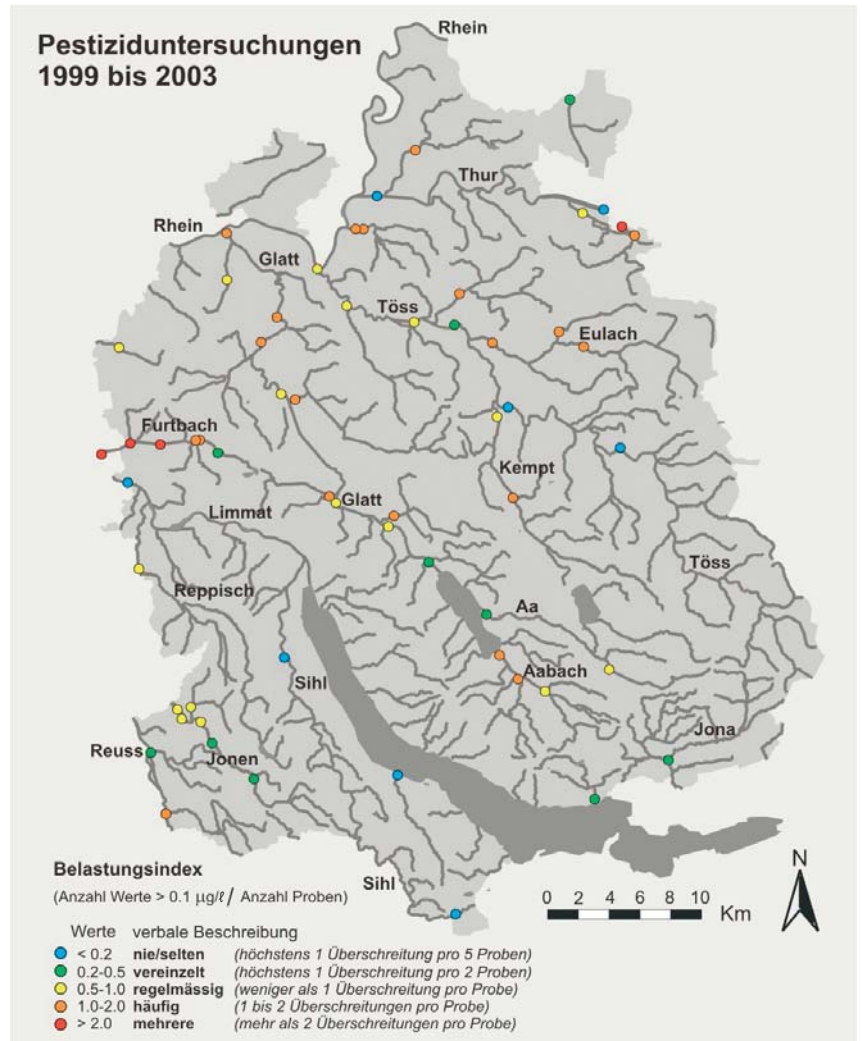 Pestiziduntersuchungen
1999 bis 2003
Rhein
Thur
Rhein
Glatt
Töss
Eulach
Furtbach
Kempt
Glatt
Limmat
Töss
Reppisch
Aa
Aabach
Sihl
Jona
Reuss
Jonen
Sihl
N
0 2 4 6 8 10
Km
Belastungsindex
(Anzahl Werte > 0.1 µg/ℓ / Anzahl Proben)
Werte verbale Beschreibung
< 0.2 nie/selten (höchstens 1 Überschreitung pro 5 Proben)
0.2-0.5 vereinzelt (höchstens 1 Überschreitung pro 2 Proben)
0.5-1.0 regelmässig (weniger als 1 Überschreitung pro Probe)
1.0-2.0 häufig (1 bis 2 Überschreitungen pro Probe)
> 2.0 mehrere (mehr als 2 Überschreitungen pro Probe)